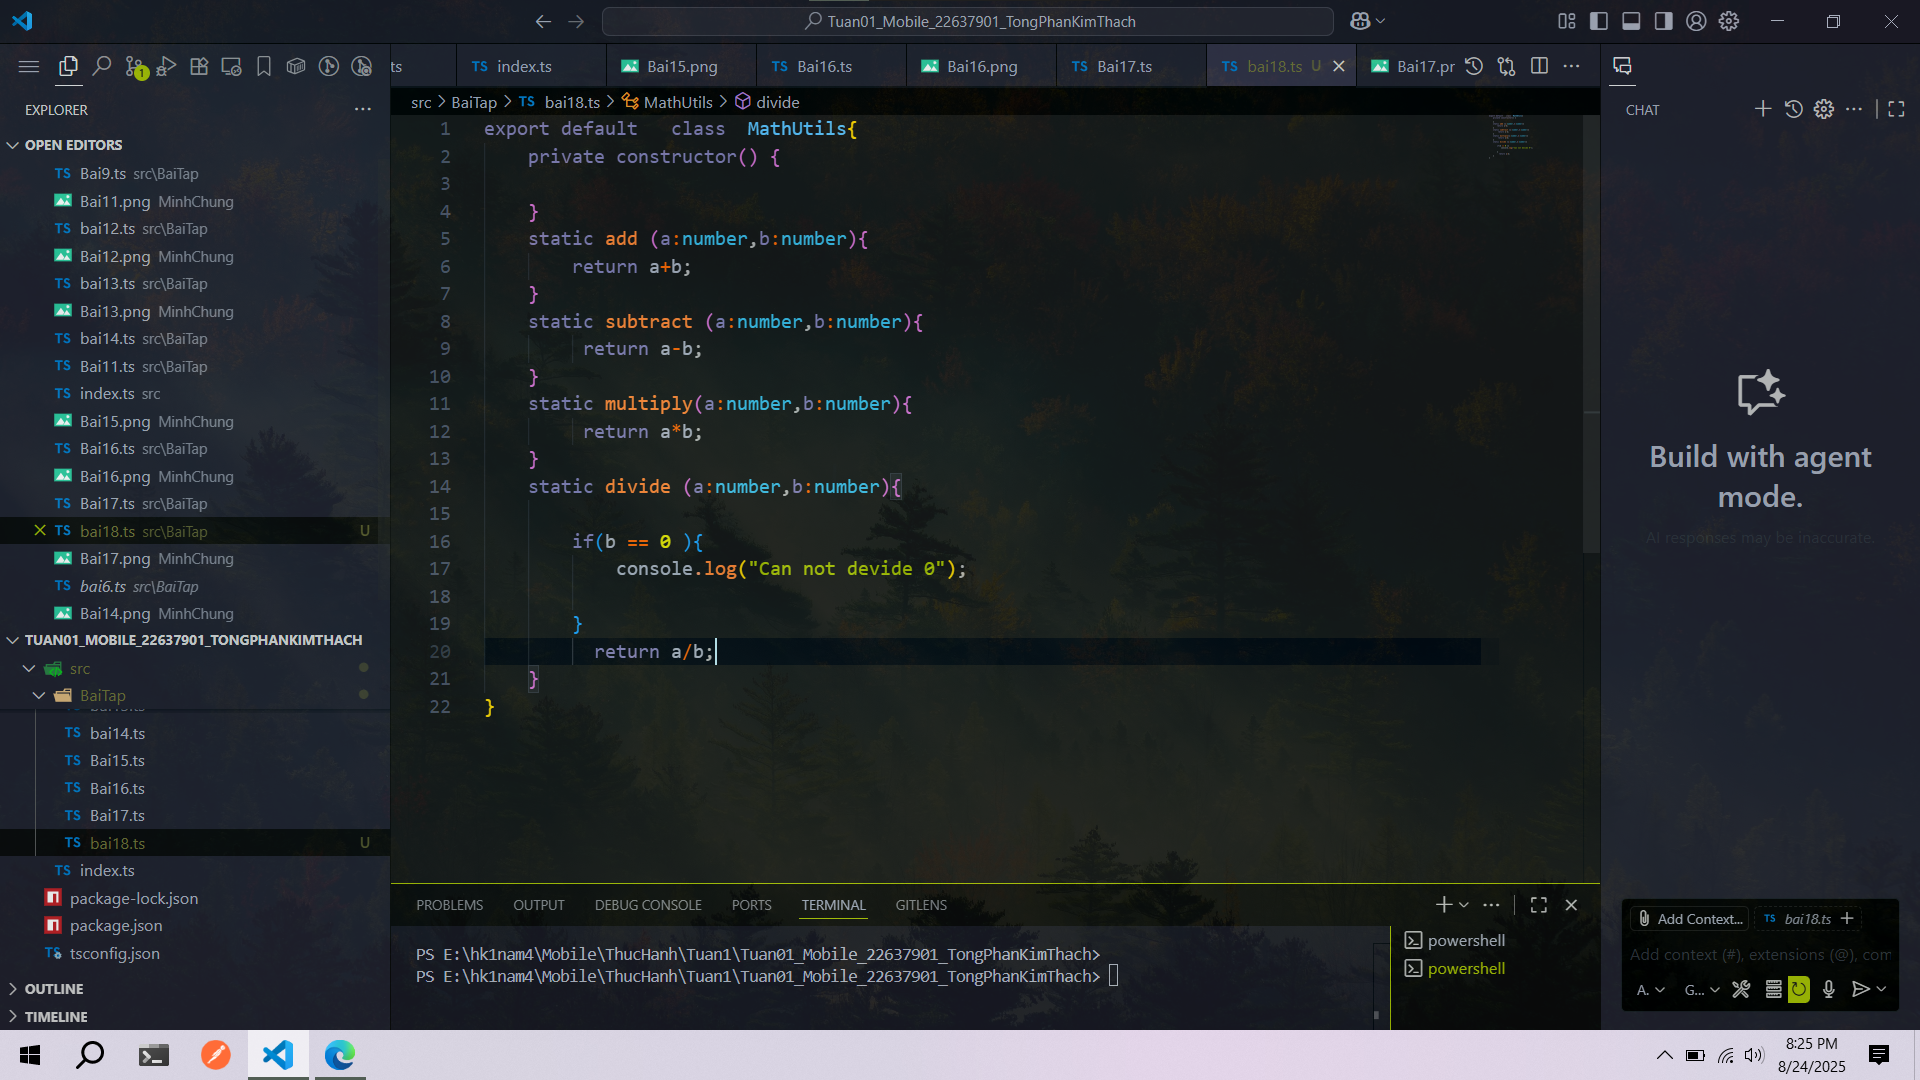 Tuan01_Mobile_22637901_TongPhanKimThach
ts
TS index.ts
Bai15.png
TS Bai16.ts
Bai16.png
TS Bai17.ts
TS bai18.ts U
Bai17.pr
1
EXPLORER
src > BaiTap > TS bai18.ts > MathUtils > divide
CHAT
OPEN EDITORS
TS Bai9.ts src\BaiTap
Bai11.png MinhChung
TS bai12.ts src\BaiTap
Bai12.png MinhChung
TS bai13.ts src\BaiTap
Bai13.png MinhChung
TS bai14.ts src\BaiTap
TS Bai11.ts src\BaiTap
TS index.ts src
Bai15.png MinhChung
TS Bai16.ts src\BaiTap
Bai16.png MinhChung
TS Bai17.ts src\BaiTap
TS bai18.ts src\BaiTap U
Bai17.png MinhChung
TS bai6.ts src\BaiTap
Bai14.png MinhChung
TUAN01_MOBILE_22637901_TONGPHANKIMTHACH
src
BaiTap
TS bai14.ts
TS Bai15.ts
TS Bai16.ts
TS Bai17.ts
TS bai18.ts U
TS index.ts
package-lock.json
package.json
TS tsconfig.json
OUTLINE
TIMELINE
1 export default   class  MathUtils{
2     private constructor() {
3
4     }
5     static add (a:number,b:number){
6         return a+b;
7     }
8     static subtract (a:number,b:number){
9          return a-b;
10     }
11     static multiply(a:number,b:number){
12          return a*b;
13     }
14     static divide (a:number,b:number){
15
16         if(b == 0 ){
17             console.log("Can not devide 0");
18
19         }
20           return a/b;
21     }
22 }
Build with agent
mode.
AI responses may be inaccurate.
PROBLEMS OUTPUT DEBUG CONSOLE PORTS TERMINAL GITLENS
PS E:\hk1nam4\Mobile\ThucHanh\Tuan1\Tuan01_Mobile_22637901_TongPhanKimThach>
PS E:\hk1nam4\Mobile\ThucHanh\Tuan1\Tuan01_Mobile_22637901_TongPhanKimThach>
powershell
powershell
Add Context... TS bai18.ts +
Add context (#), extensions (@), com
A. G...
8:25 PM
8/24/2025